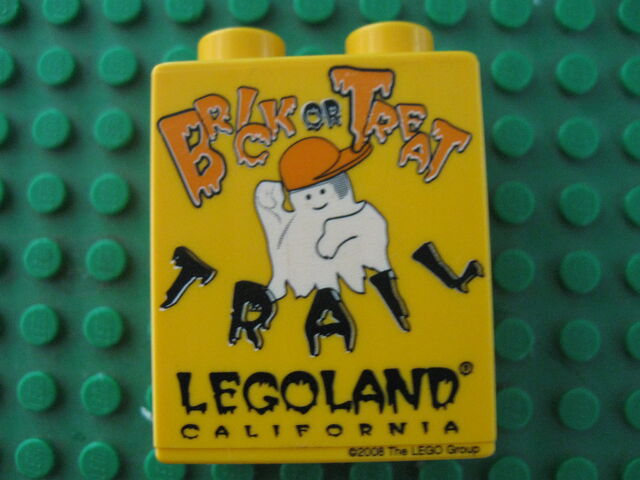 BRICK OR TREAT
TRAIL
LEGOLAND®
CALIFORNIA
©2008 The LEGO Group